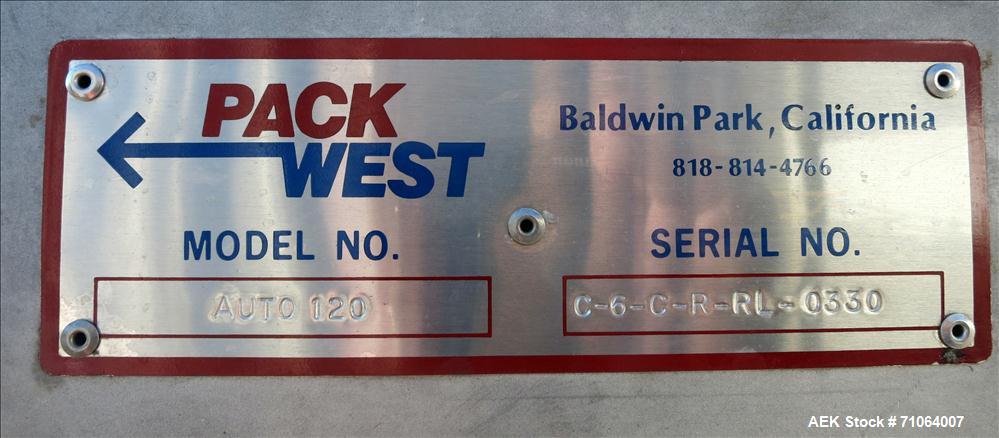 PACK
WEST
Baldwin Park, California
818-814-4766
MODEL NO.
SERIAL NO.
AUTO 120
C-6-C-R-RL-0330
AEK Stock # 71064007